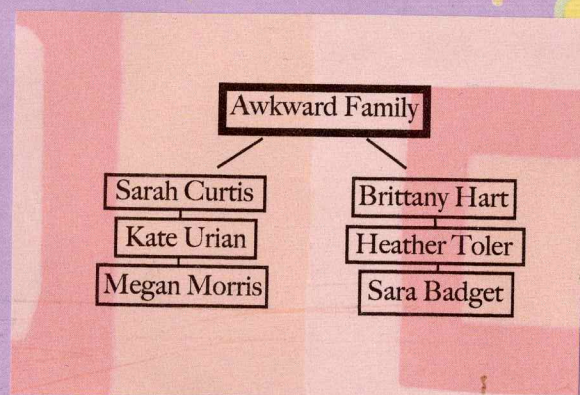 Awkward Family
Sarah Curtis
Kate Urian
Megan Morris
Brittany Hart
Heather Toler
Sara Badget